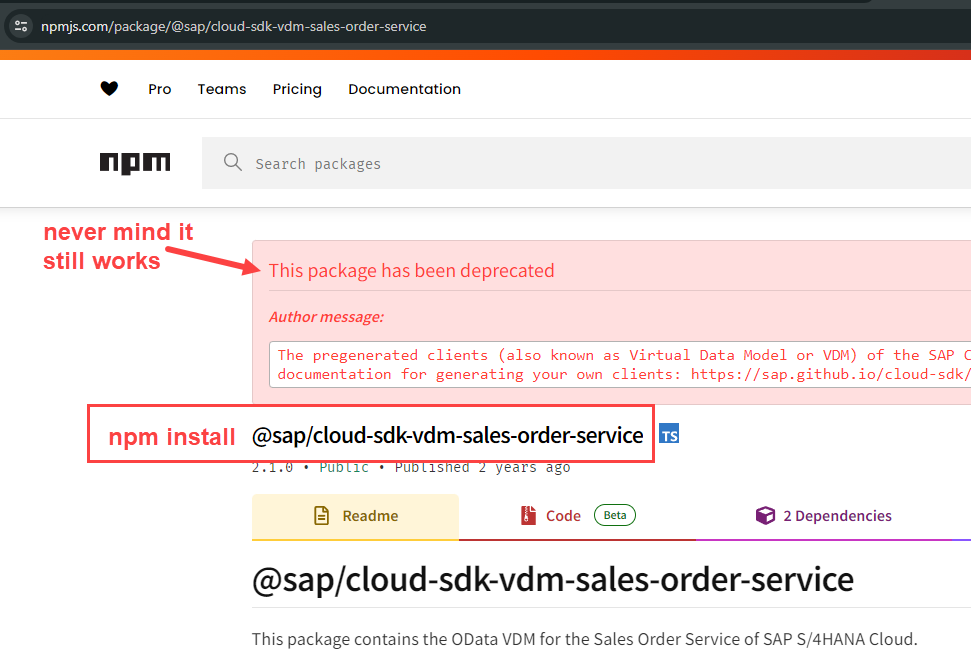 npmjs.com/package/@sap/cloud-sdk-vdm-sales-order-service
Pro Teams Pricing Documentation
npm Search packages
never mind it
still works
This package has been deprecated
Author message:
The pregenerated clients (also known as Virtual Data Model or VDM) of the SAP C
documentation for generating your own clients: https://sap.github.io/cloud-sdk/
npm install @sap/cloud-sdk-vdm-sales-order-service TS
2.1.0 • Public • Published 2 years ago
Readme Code Beta 2 Dependencies
@sap/cloud-sdk-vdm-sales-order-service
This package contains the OData VDM for the Sales Order Service of SAP S/4HANA Cloud.